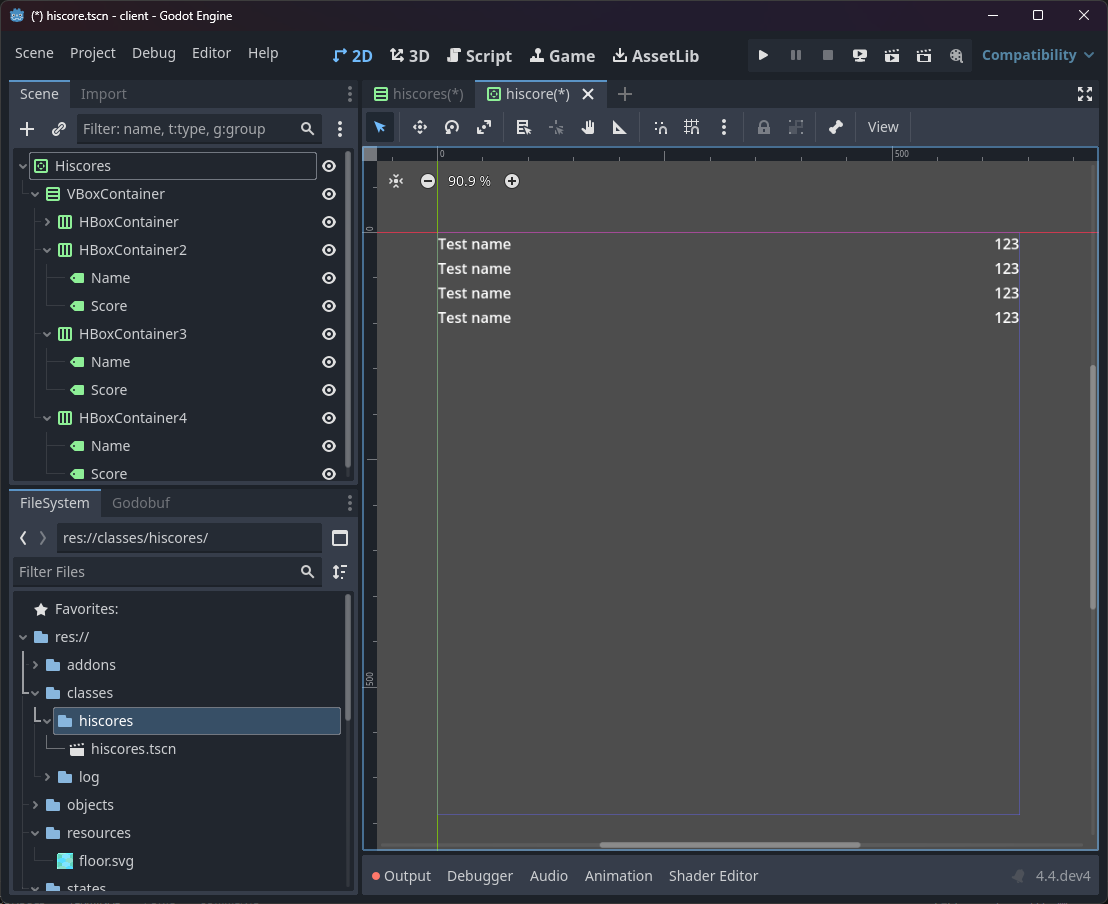 (*) hiscore.tscn - client - Godot Engine
Scene Project Debug Editor Help 2D 3D Script Game AssetLib Compatibility
Scene Import
hiscores(*) hiscore(*)
Filter: name, t:type, g:group
View
Hiscores
VBoxContainer
HBoxContainer
HBoxContainer2
Name
Score
HBoxContainer3
Name
Score
HBoxContainer4
Name
Score
0 500
90.9 %
0
Test name 123
Test name 123
Test name 123
Test name 123
500
FileSystem Godobuf
res://classes/hiscores/
Filter Files
Favorites:
res://
addons
classes
hiscores
hiscores.tscn
log
objects
resources
floor.svg
states
Output Debugger Audio Animation Shader Editor 4.4.dev4